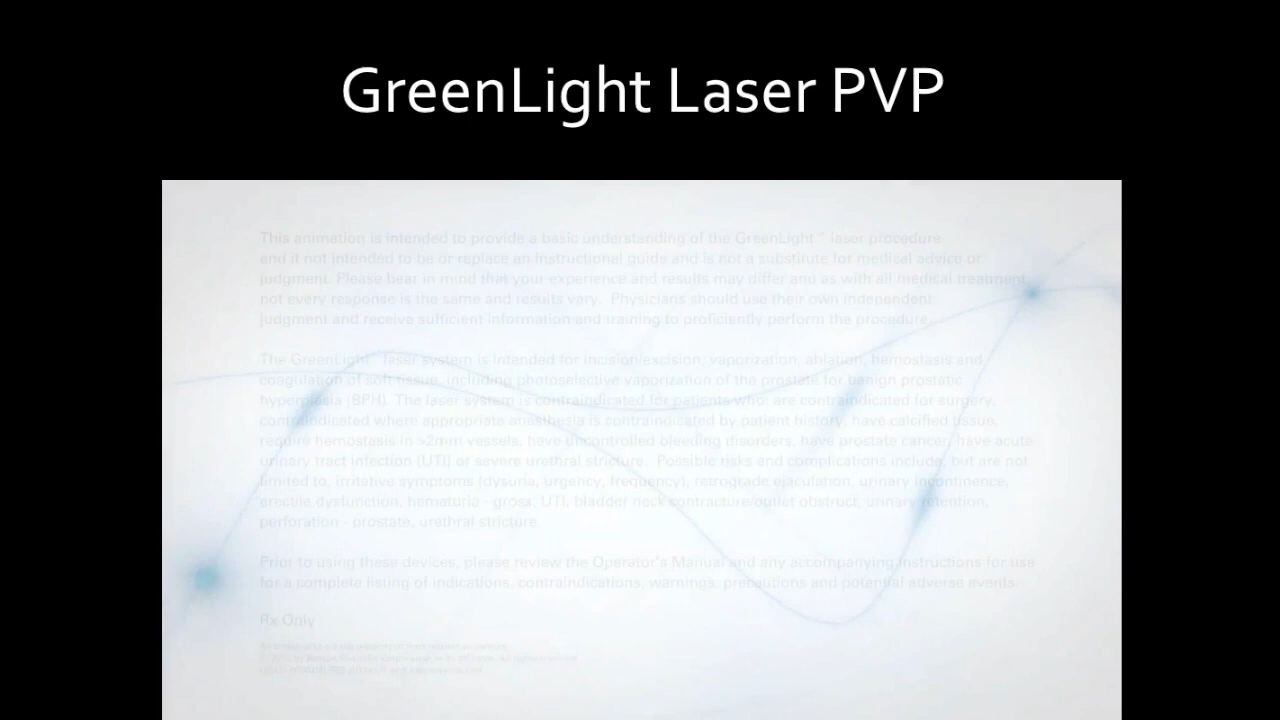 GreenLight Laser PVP
This animation is intended to provide a basic understanding of the GreenLight™ laser procedure
and it not intended to be or replace an instructional guide and is not a substitute for medical advice or
judgment. Please bear in mind that your experience and results may differ and as with all medical treatment,
not every response is the same and results vary. Physicians should use their own independent
judgment and receive sufficient information and training to proficiently perform the procedure.
The GreenLight™ laser system is intended for incision/excision, vaporization, ablation, hemostasis and
coagulation of soft tissue, including photoselective vaporization of the prostate for benign prostatic
hyperplasia (BPH). The laser system is contraindicated for patients who: are contraindicated for surgery,
contraindicated where appropriate anesthesia is contraindicated by patient history, have calcified tissue,
require hemostasis in >2mm vessels, have uncontrolled bleeding disorders, have prostate cancer, have acute
urinary tract infection (UTI) or severe urethral stricture. Possible risks and complications include, but are not
limited to, irritative symptoms (dysuria, urgency, frequency), retrograde ejaculation, urinary incontinence,
erectile dysfunction, hematuria - gross, UTI, bladder neck contracture/outlet obstruct, urinary retention,
perforation - prostate, urethral stricture.
Prior to using these devices, please review the Operator's Manual and any accompanying instructions for use
for a complete listing of indications, contraindications, warnings, precautions and potential adverse events.
Rx Only